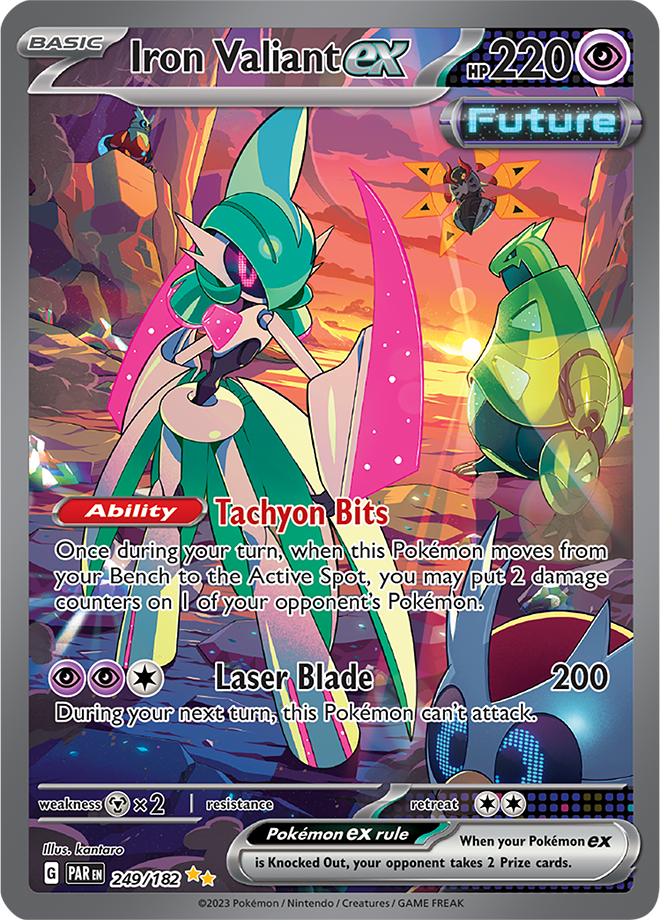 BASIC
Iron Valiant ex
HP 220
Future
Ability Tachyon Bits
Once during your turn, when this Pokémon moves from
your Bench to the Active Spot, you may put 2 damage
counters on 1 of your opponent's Pokémon.
Laser Blade 200
During your next turn, this Pokémon can't attack.
weakness ×2 resistance retreat
Illus. kantaro
Pokémon ex rule
When your Pokémon ex
is Knocked Out, your opponent takes 2 Prize cards.
G PAR EN 249/182
©2023 Pokémon / Nintendo / Creatures / GAME FREAK